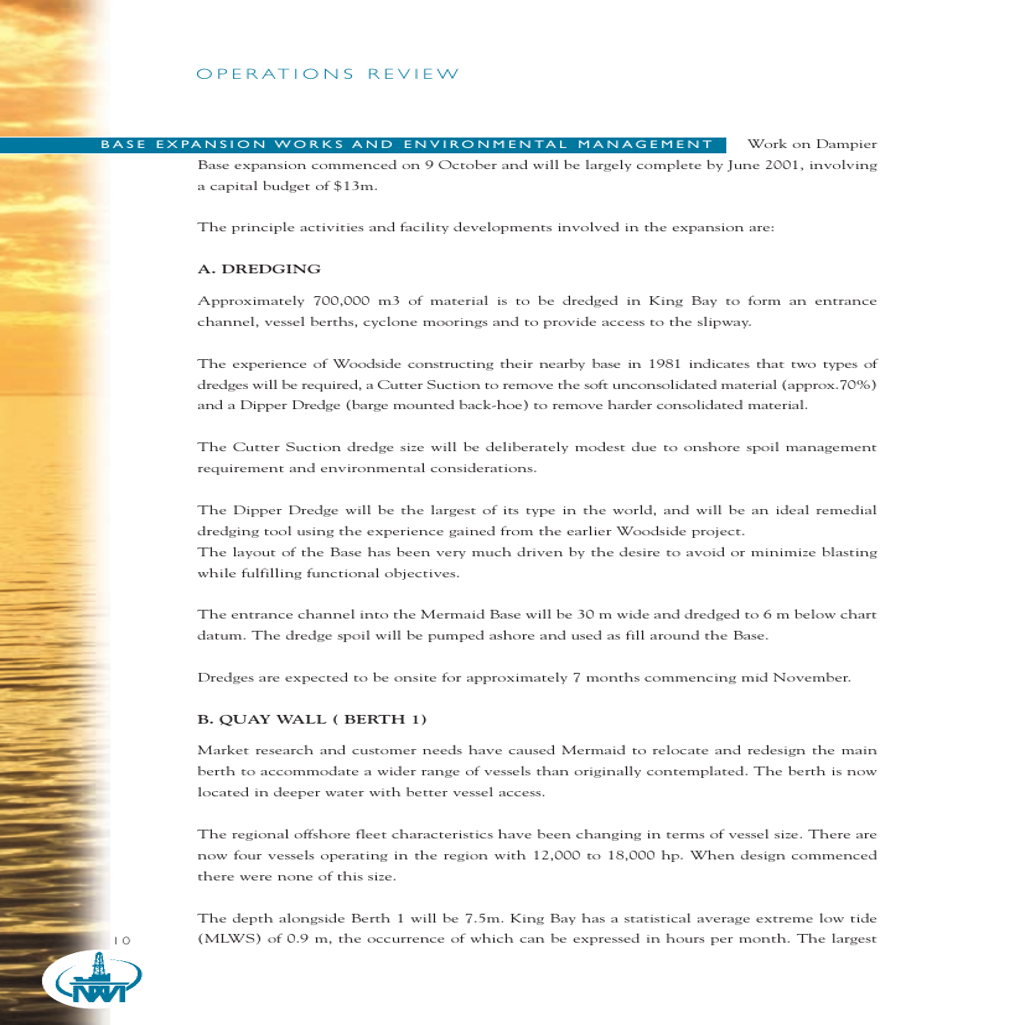 OPERATIONS REVIEW
BASE EXPANSION WORKS AND ENVIRONMENTAL MANAGEMENT Work on Dampier
Base expansion commenced on 9 October and will be largely complete by June 2001, involving
a capital budget of $13m.
The principle activities and facility developments involved in the expansion are:
A. DREDGING
Approximately 700,000 m3 of material is to be dredged in King Bay to form an entrance
channel, vessel berths, cyclone moorings and to provide access to the slipway.
The experience of Woodside constructing their nearby base in 1981 indicates that two types of
dredges will be required, a Cutter Suction to remove the soft unconsolidated material (approx.70%)
and a Dipper Dredge (barge mounted back-hoe) to remove harder consolidated material.
The Cutter Suction dredge size will be deliberately modest due to onshore spoil management
requirement and environmental considerations.
The Dipper Dredge will be the largest of its type in the world, and will be an ideal remedial
dredging tool using the experience gained from the earlier Woodside project.
The layout of the Base has been very much driven by the desire to avoid or minimize blasting
while fulfilling functional objectives.
The entrance channel into the Mermaid Base will be 30 m wide and dredged to 6 m below chart
datum. The dredge spoil will be pumped ashore and used as fill around the Base.
Dredges are expected to be onsite for approximately 7 months commencing mid November.
B. QUAY WALL ( BERTH 1)
Market research and customer needs have caused Mermaid to relocate and redesign the main
berth to accommodate a wider range of vessels than originally contemplated. The berth is now
located in deeper water with better vessel access.
The regional offshore fleet characteristics have been changing in terms of vessel size. There are
now four vessels operating in the region with 12,000 to 18,000 hp. When design commenced
there were none of this size.
The depth alongside Berth 1 will be 7.5m. King Bay has a statistical average extreme low tide
(MLWS) of 0.9 m, the occurrence of which can be expressed in hours per month. The largest
10